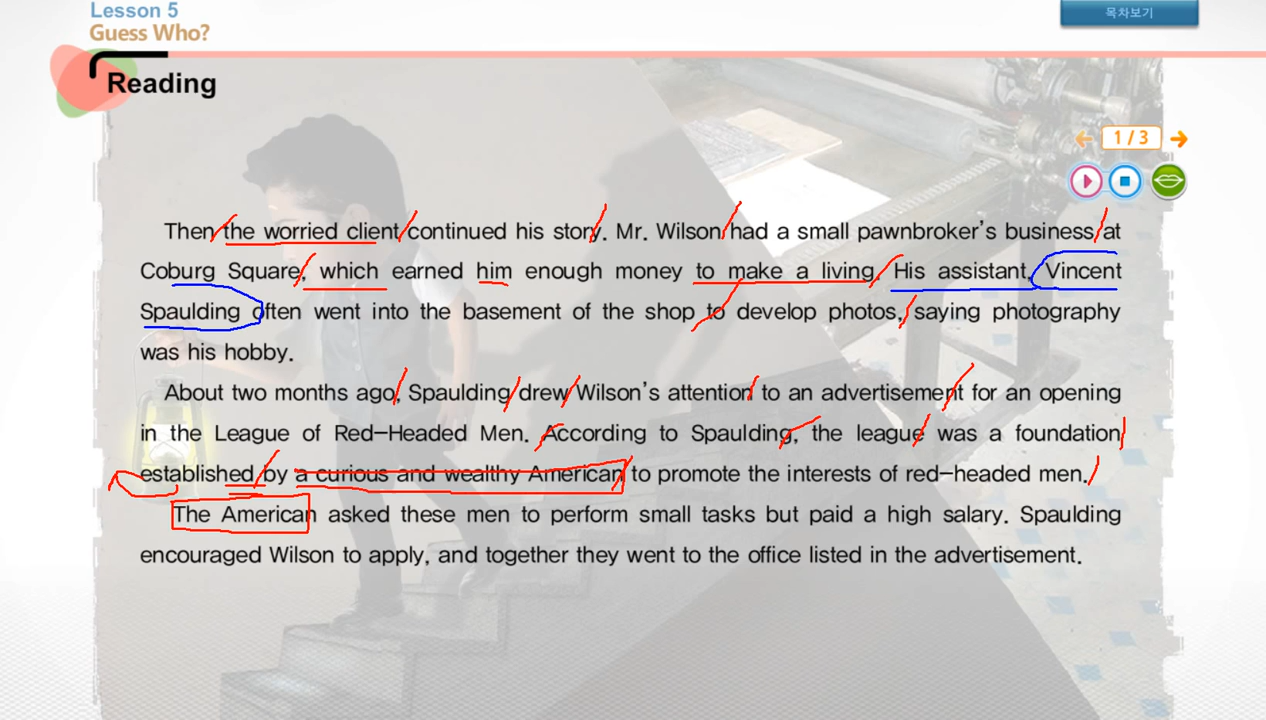 Lesson 5
Guess Who?
목차보기
Reading
1 / 3
Then the worried client continued his story. Mr. Wilson had a small pawnbroker's business at
Coburg Square, which earned him enough money to make a living. His assistant, Vincent
Spaulding often went into the basement of the shop to develop photos, saying photography
was his hobby.
About two months ago, Spaulding drew Wilson's attention to an advertisement for an opening
in the League of Red-Headed Men. According to Spaulding, the league was a foundation
established by a curious and wealthy American to promote the interests of red-headed men.
The American asked these men to perform small tasks but paid a high salary. Spaulding
encouraged Wilson to apply, and together they went to the office listed in the advertisement.